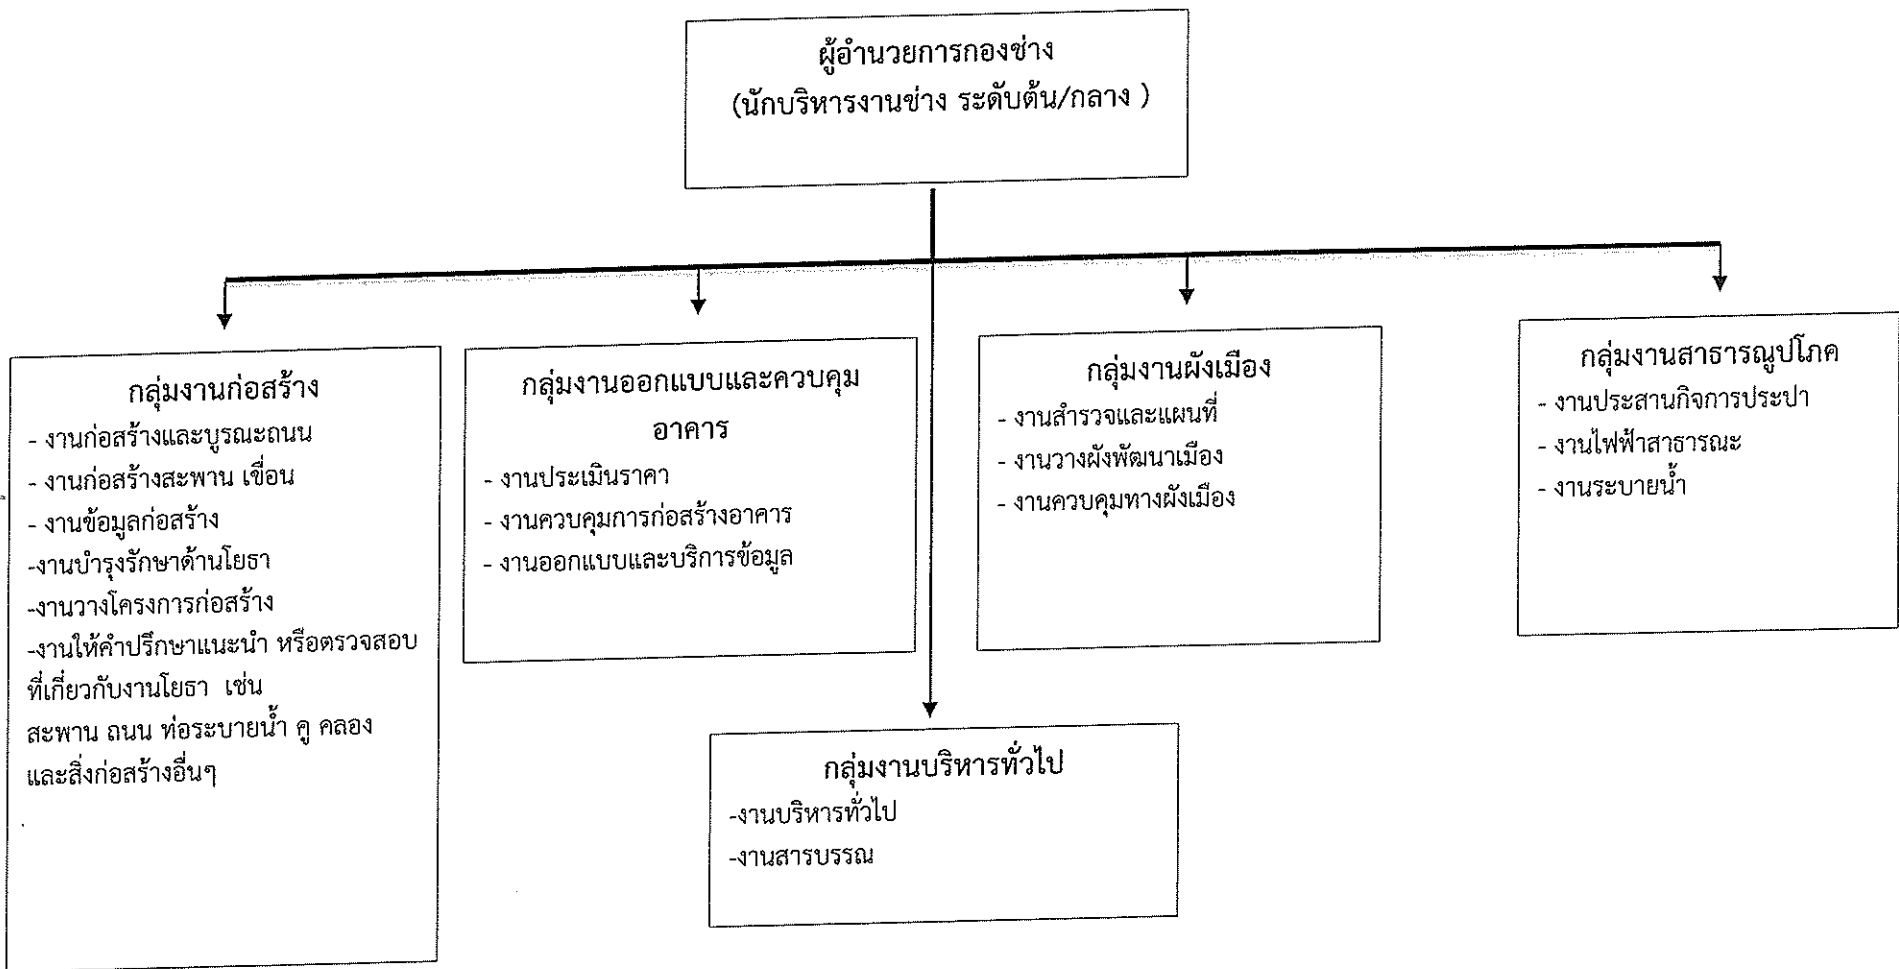 ผู้อำนวยการกองช่าง
(นักบริหารงานช่าง ระดับต้น/กลาง )
กลุ่มงานก่อสร้าง
- งานก่อสร้างและบูรณะถนน
- งานก่อสร้างสะพาน เขื่อน
- งานข้อมูลก่อสร้าง
-งานบำรุงรักษาด้านโยธา
-งานวางโครงการก่อสร้าง
-งานให้คำปรึกษาแนะนำ หรือตรวจสอบ
ที่เกี่ยวกับงานโยธา เช่น
สะพาน ถนน ท่อระบายน้ำ คู คลอง
และสิ่งก่อสร้างอื่นๆ
กลุ่มงานออกแบบและควบคุม
อาคาร
- งานประเมินราคา
- งานควบคุมการก่อสร้างอาคาร
- งานออกแบบและบริการข้อมูล
กลุ่มงานผังเมือง
- งานสำรวจและแผนที่
- งานวางผังพัฒนาเมือง
- งานควบคุมทางผังเมือง
กลุ่มงานสาธารณูปโภค
- งานประสานกิจการประปา
- งานไฟฟ้าสาธารณะ
- งานระบายน้ำ
กลุ่มงานบริหารทั่วไป
-งานบริหารทั่วไป
-งานสารบรรณ